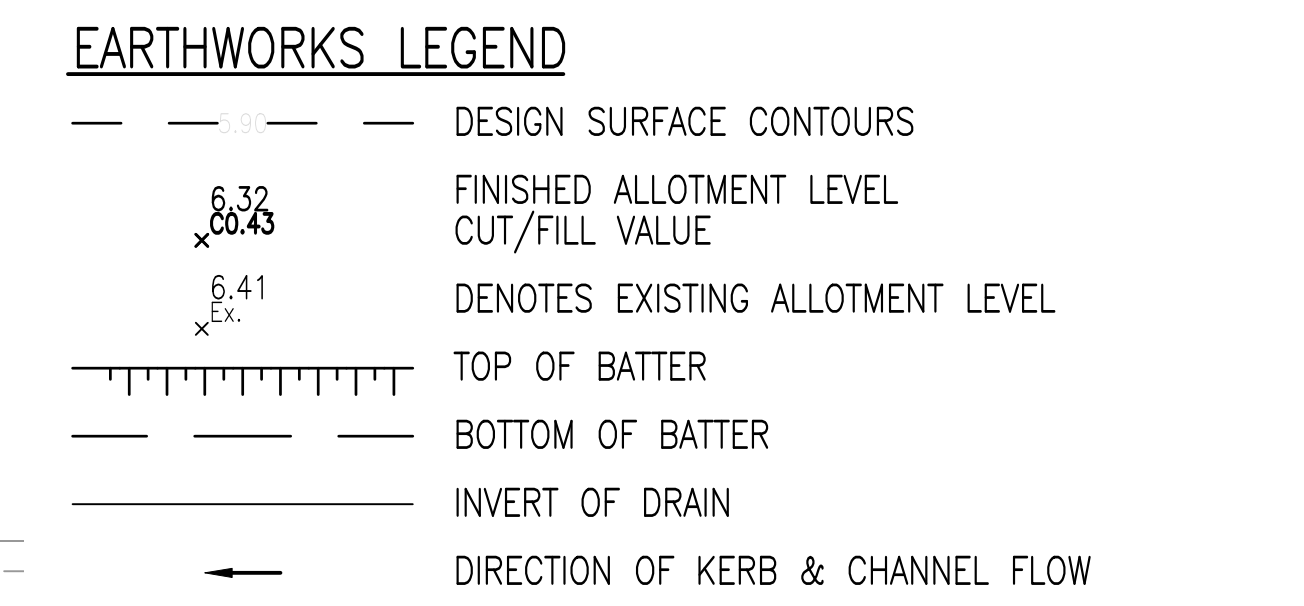 EARTHWORKS LEGEND
5.90 DESIGN SURFACE CONTOURS
6.32 FINISHED ALLOTMENT LEVEL
C0.43 CUT/FILL VALUE
6.41
Ex. DENOTES EXISTING ALLOTMENT LEVEL
TOP OF BATTER
BOTTOM OF BATTER
INVERT OF DRAIN
DIRECTION OF KERB & CHANNEL FLOW